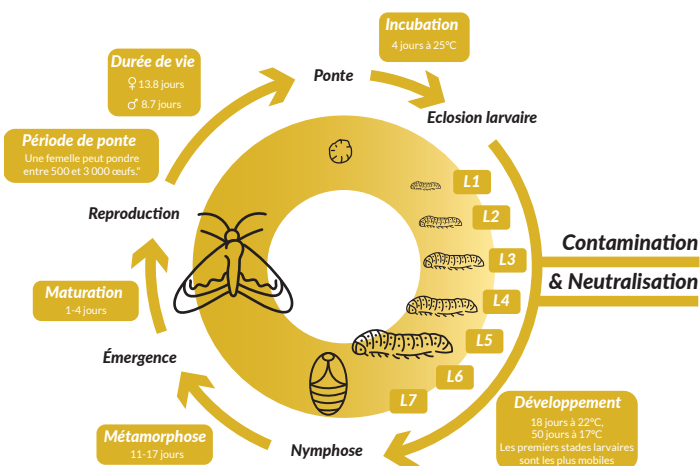 Incubation
4 jours à 25°C
Ponte
Eclosion larvaire
L1
L2
L3
L4
L5
L6
L7
Contamination
& Neutralisation
Développement
18 jours à 22°C,
50 jours à 17°C
Les premiers stades larvaires
sont les plus mobiles
Nymphose
Métamorphose
11-17 jours
Émergence
Maturation
1-4 jours
Reproduction
Période de ponte
Une femelle peut pondre
entre 500 et 3 000 œufs."
Durée de vie
♀ 13.8 jours
♂ 8.7 jours